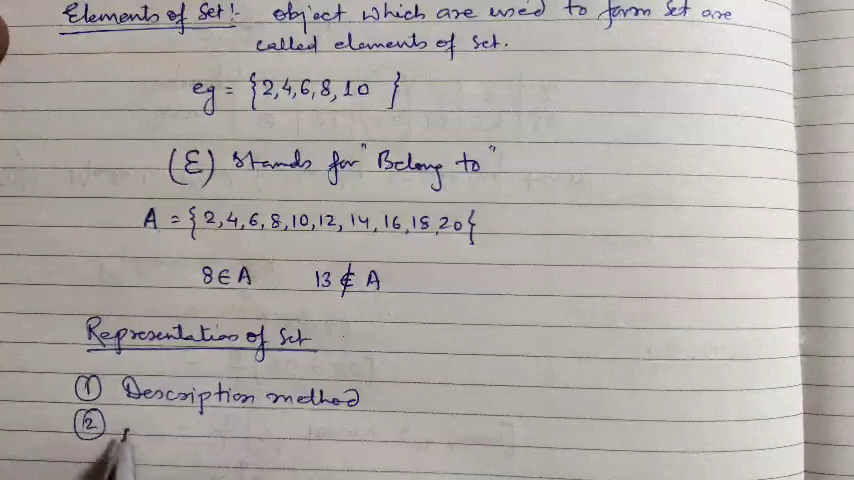 Elements of Set:- object which are used to form Set are
called elements of Set.
eg = {2,4,6,8,10 }
(Ɛ) Stands for "Belong to"
A = {2,4,6,8,10,12,14,16,18,20{
8 ∈ A 13 ∉ A
Representation of Set
① Description method
②